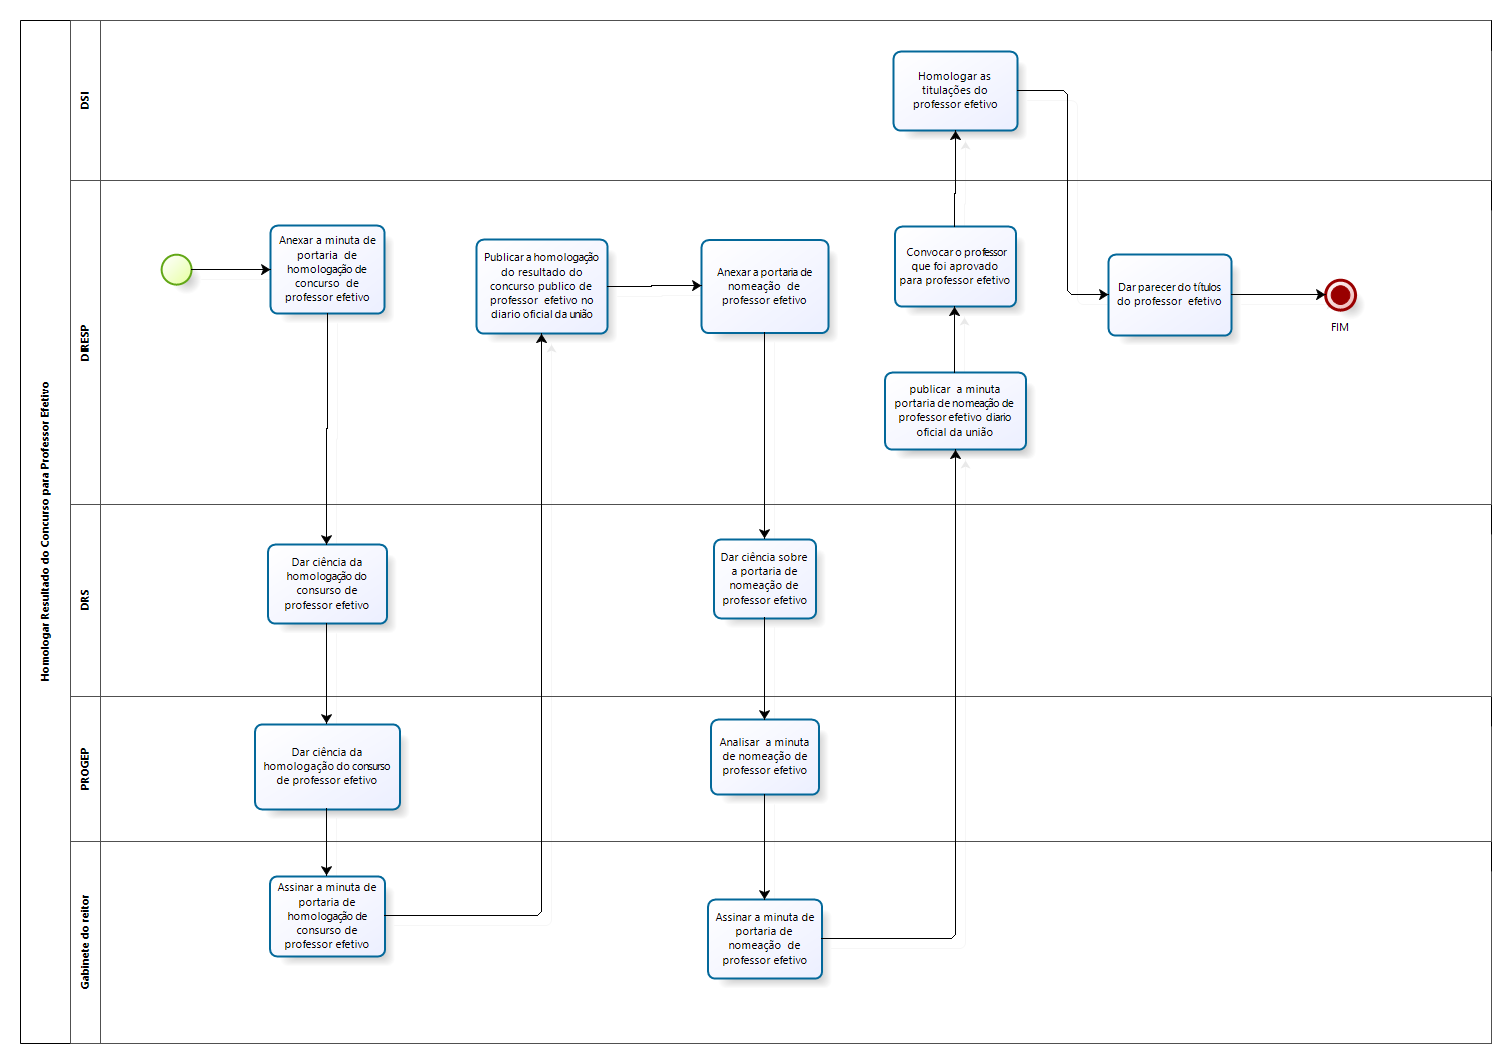 Homologar Resultado do Concurso para Professor Efetivo
DSI
Homologar as
titulações do
professor efetivo
DIRESP
Anexar a minuta de
portaria de
homologação de
concurso de
professor efetivo
Publicar a homologação
do resultado do
concurso publico de
professor efetivo no
diario oficial da união
Anexar a portaria de
nomeação de
professor efetivo
Convocar o professor
que foi aprovado
para professor efetivo
publicar a minuta
portaria de nomeação de
professor efetivo diario
oficial da união
Dar parecer do títulos
do professor efetivo
FIM
DRS
Dar ciência da
homologação do
consurso de
professor efetivo
Dar ciência sobre
a portaria de
nomeação de
professor efetivo
PROGEP
Dar ciência da
homologação do consurso
de professor efetivo
Analisar a minuta
de nomeação de
professor efetivo
Gabinete do reitor
Assinar a minuta de
portaria de
homologação de
consurso de
professor efetivo
Assinar a minuta de
portaria de
nomeação de
professor efetivo